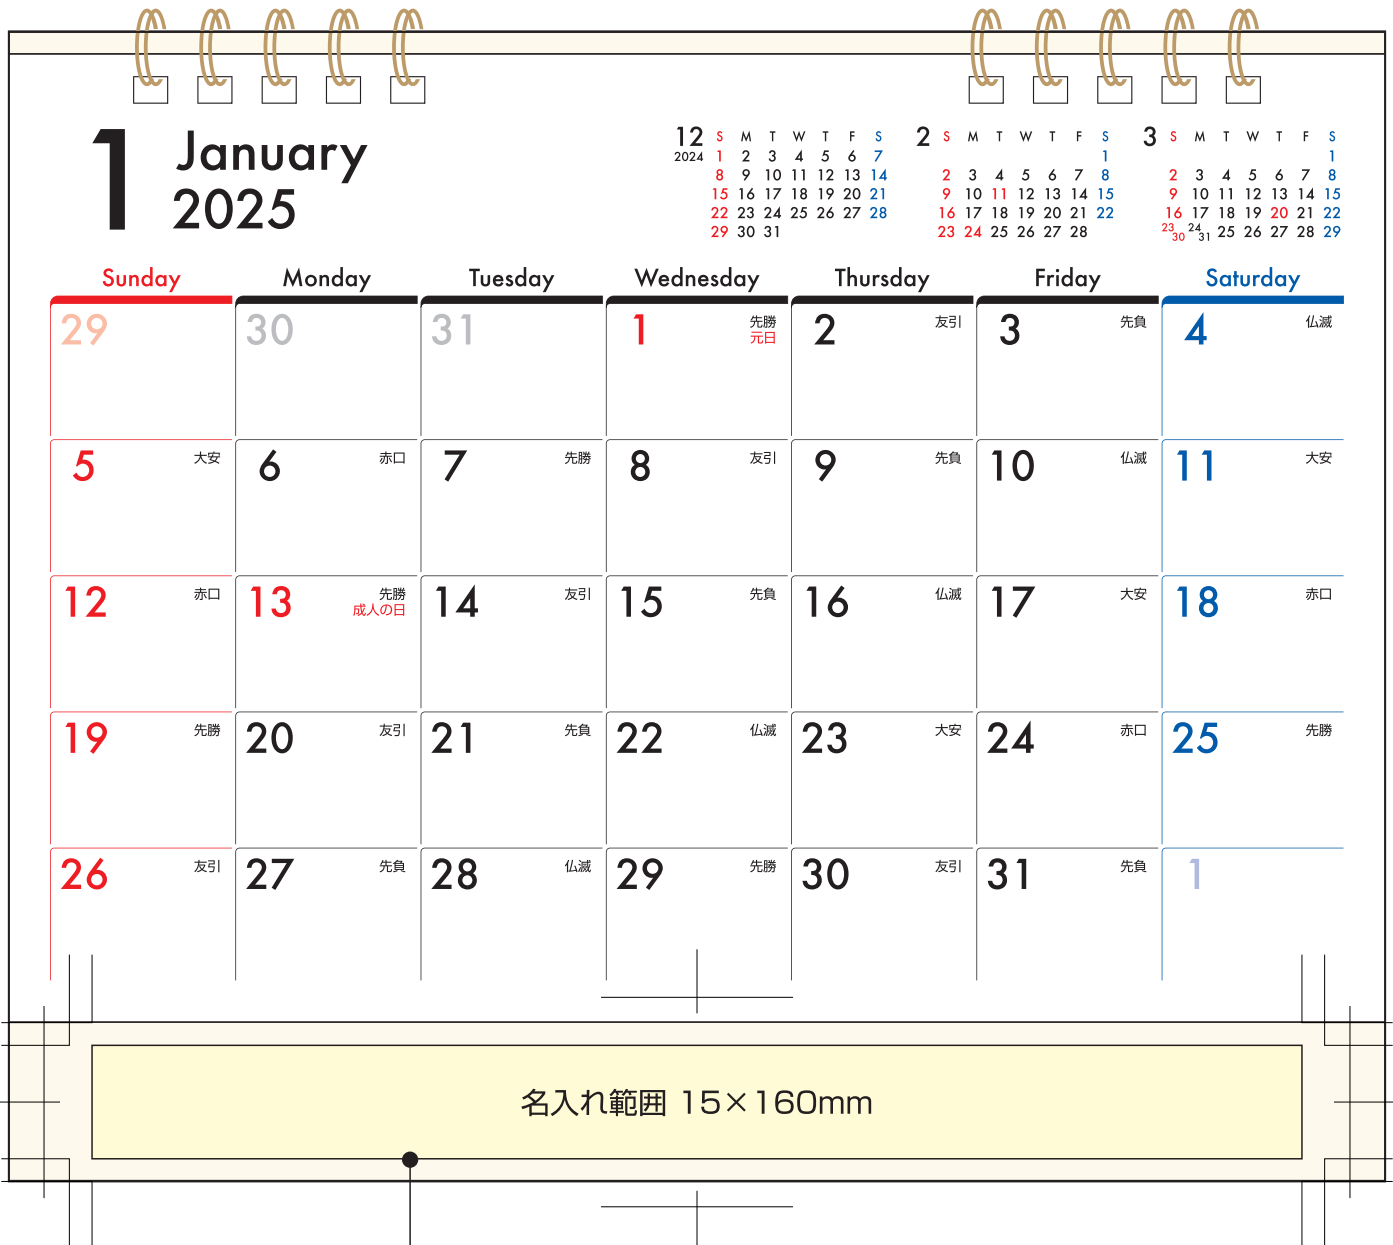 1 January
2025
12
2024
S M T W T F S
1 2 3 4 5 6 7
8 9 10 11 12 13 14
15 16 17 18 19 20 21
22 23 24 25 26 27 28
29 30 31
2
S M T W T F S
1
2 3 4 5 6 7 8
9 10 11 12 13 14 15
16 17 18 19 20 21 22
23 24 25 26 27 28
3
S M T W T F S
1
2 3 4 5 6 7 8
9 10 11 12 13 14 15
16 17 18 19 20 21 22
23/30 24/31 25 26 27 28 29
Sunday Monday Tuesday Wednesday Thursday Friday Saturday
29 30 31 1 先勝 2 友引 3 先負 4 仏滅
元日
5 大安 6 赤口 7 先勝 8 友引 9 先負 10 仏滅 11 大安
12 赤口 13 先勝 14 友引 15 先負 16 仏滅 17 大安 18 赤口
成人の日
19 先勝 20 友引 21 先負 22 仏滅 23 大安 24 赤口 25 先勝
26 友引 27 先負 28 仏滅 29 先勝 30 友引 31 先負 1
名入れ範囲 15×160mm